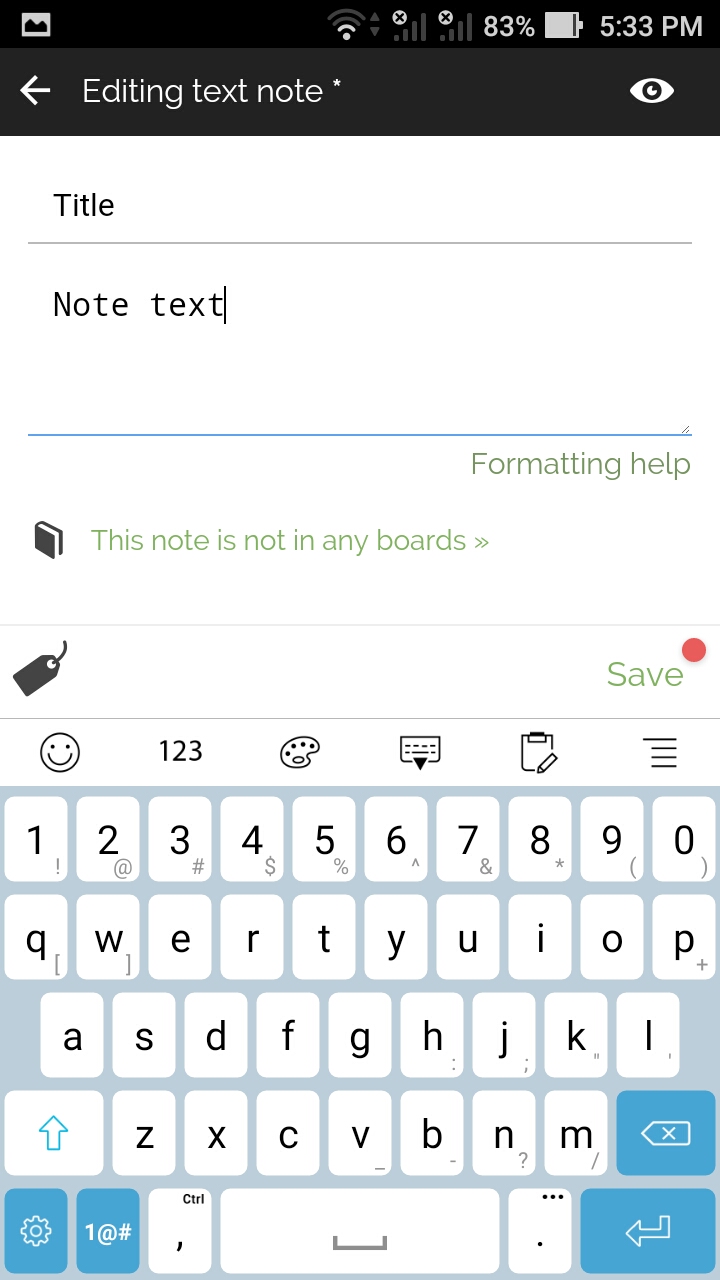 83% 5:33 PM
Editing text note *
Title
Note text
Formatting help
This note is not in any boards »
Save
123
1 ! 2 @ 3 # 4 $ 5 % 6 ^ 7 & 8 * 9 ( 0 )
q [ w ] e r t y u i o p +
a s d f g h : j ; k " l '
z x c v _ b - n ? m /
1@# Ctrl , ... .